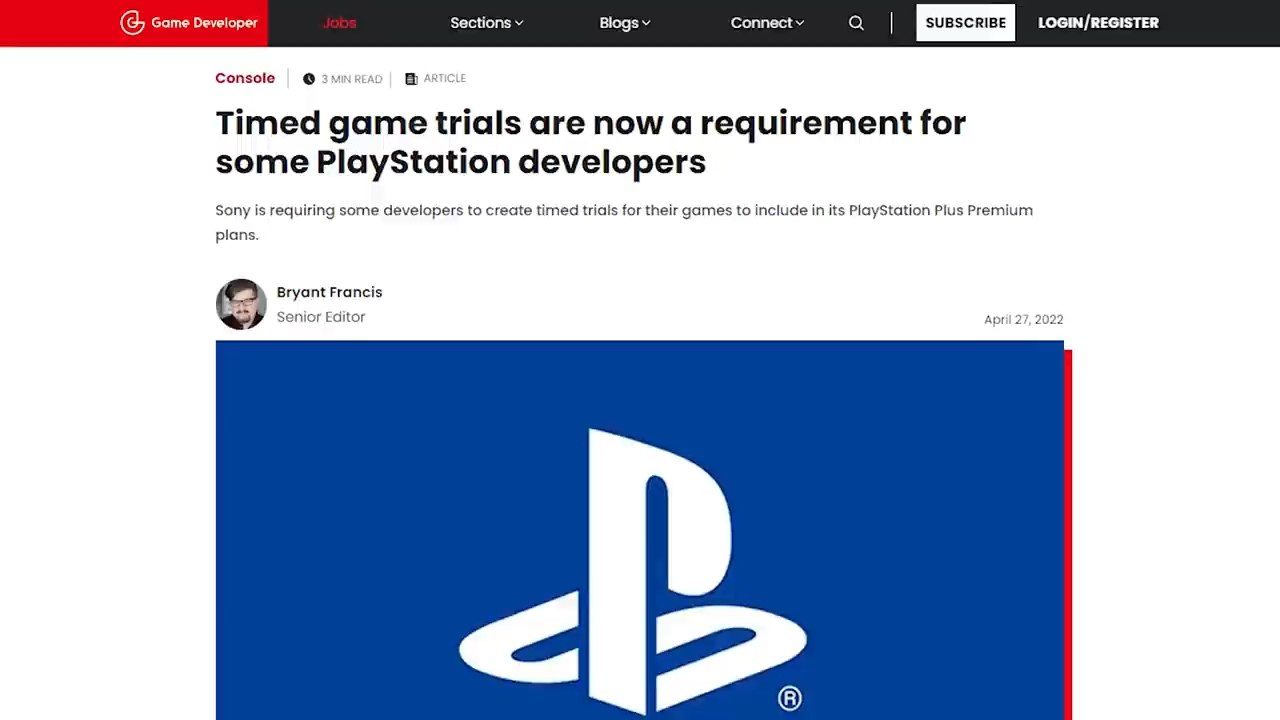 Game Developer Jobs Sections Blogs Connect SUBSCRIBE LOGIN/REGISTER
Console 3 MIN READ ARTICLE
Timed game trials are now a requirement for
some PlayStation developers
Sony is requiring some developers to create timed trials for their games to include in its PlayStation Plus Premium
plans.
Bryant Francis
Senior Editor
April 27, 2022
®